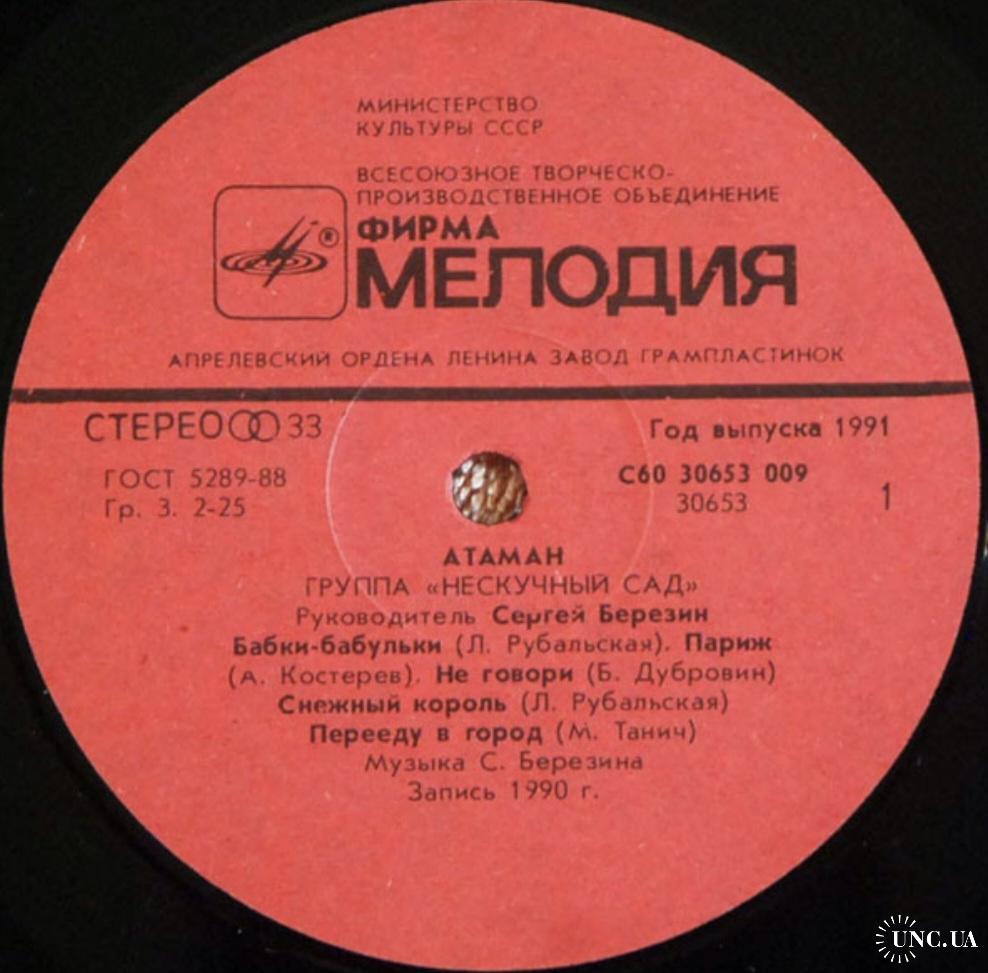 МИНИСТЕРСТВО
КУЛЬТУРЫ СССР
ВСЕСОЮЗНОЕ ТВОРЧЕСКО-
ПРОИЗВОДСТВЕННОЕ ОБЪЕДИНЕНИЕ
ФИРМА
®
МЕЛОДИЯ
АПРЕЛЕВСКИЙ ОРДЕНА ЛЕНИНА ЗАВОД ГРАМПЛАСТИНОК
СТЕРЕО 33
Год выпуска 1991
ГОСТ 5289-88
С60 30653 009
Гр. 3. 2-25
30653
1
АТАМАН
ГРУППА «НЕСКУЧНЫЙ САД»
Руководитель Сергей Березин
Бабки-бабульки (Л. Рубальская). Париж
(А. Костерев). Не говори (Б. Дубровин)
Снежный король (Л. Рубальская)
Перееду в город (М. Танич)
Музыка С. Березина
Запись 1990 г.
UNC.UA